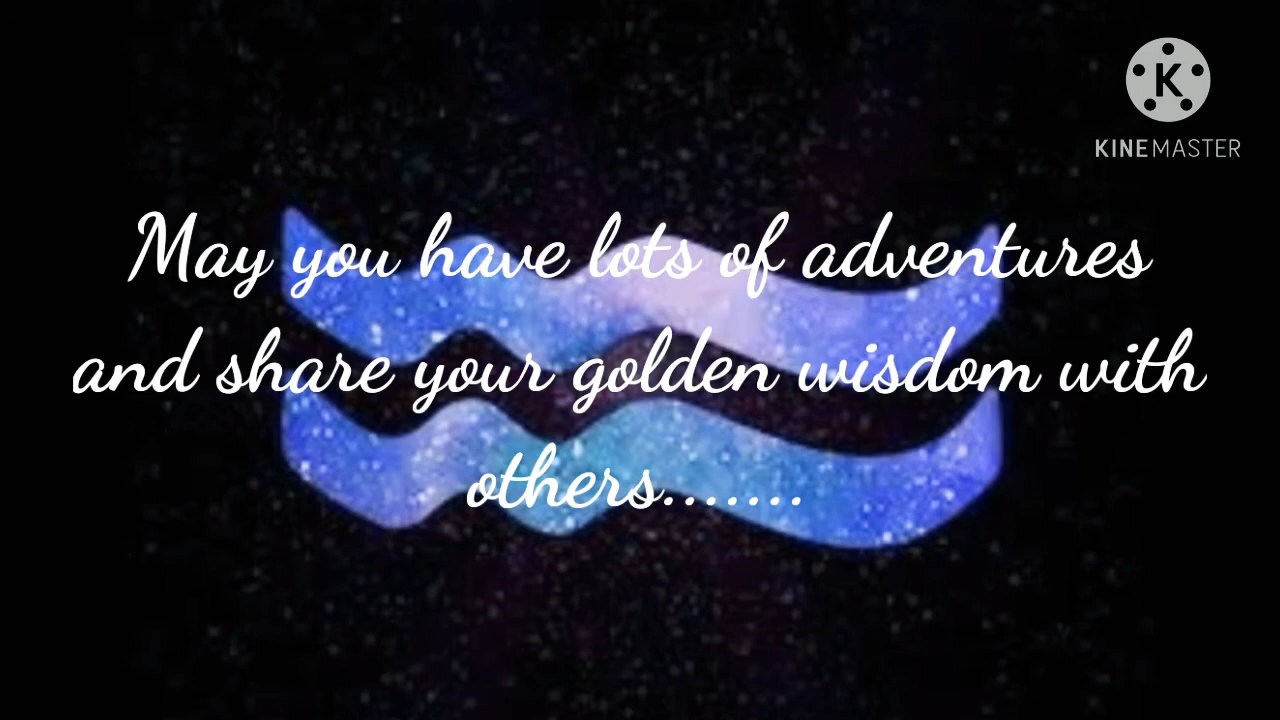 K
KINEMASTER
May you have lots of adventures
and share your golden wisdom with
others.......